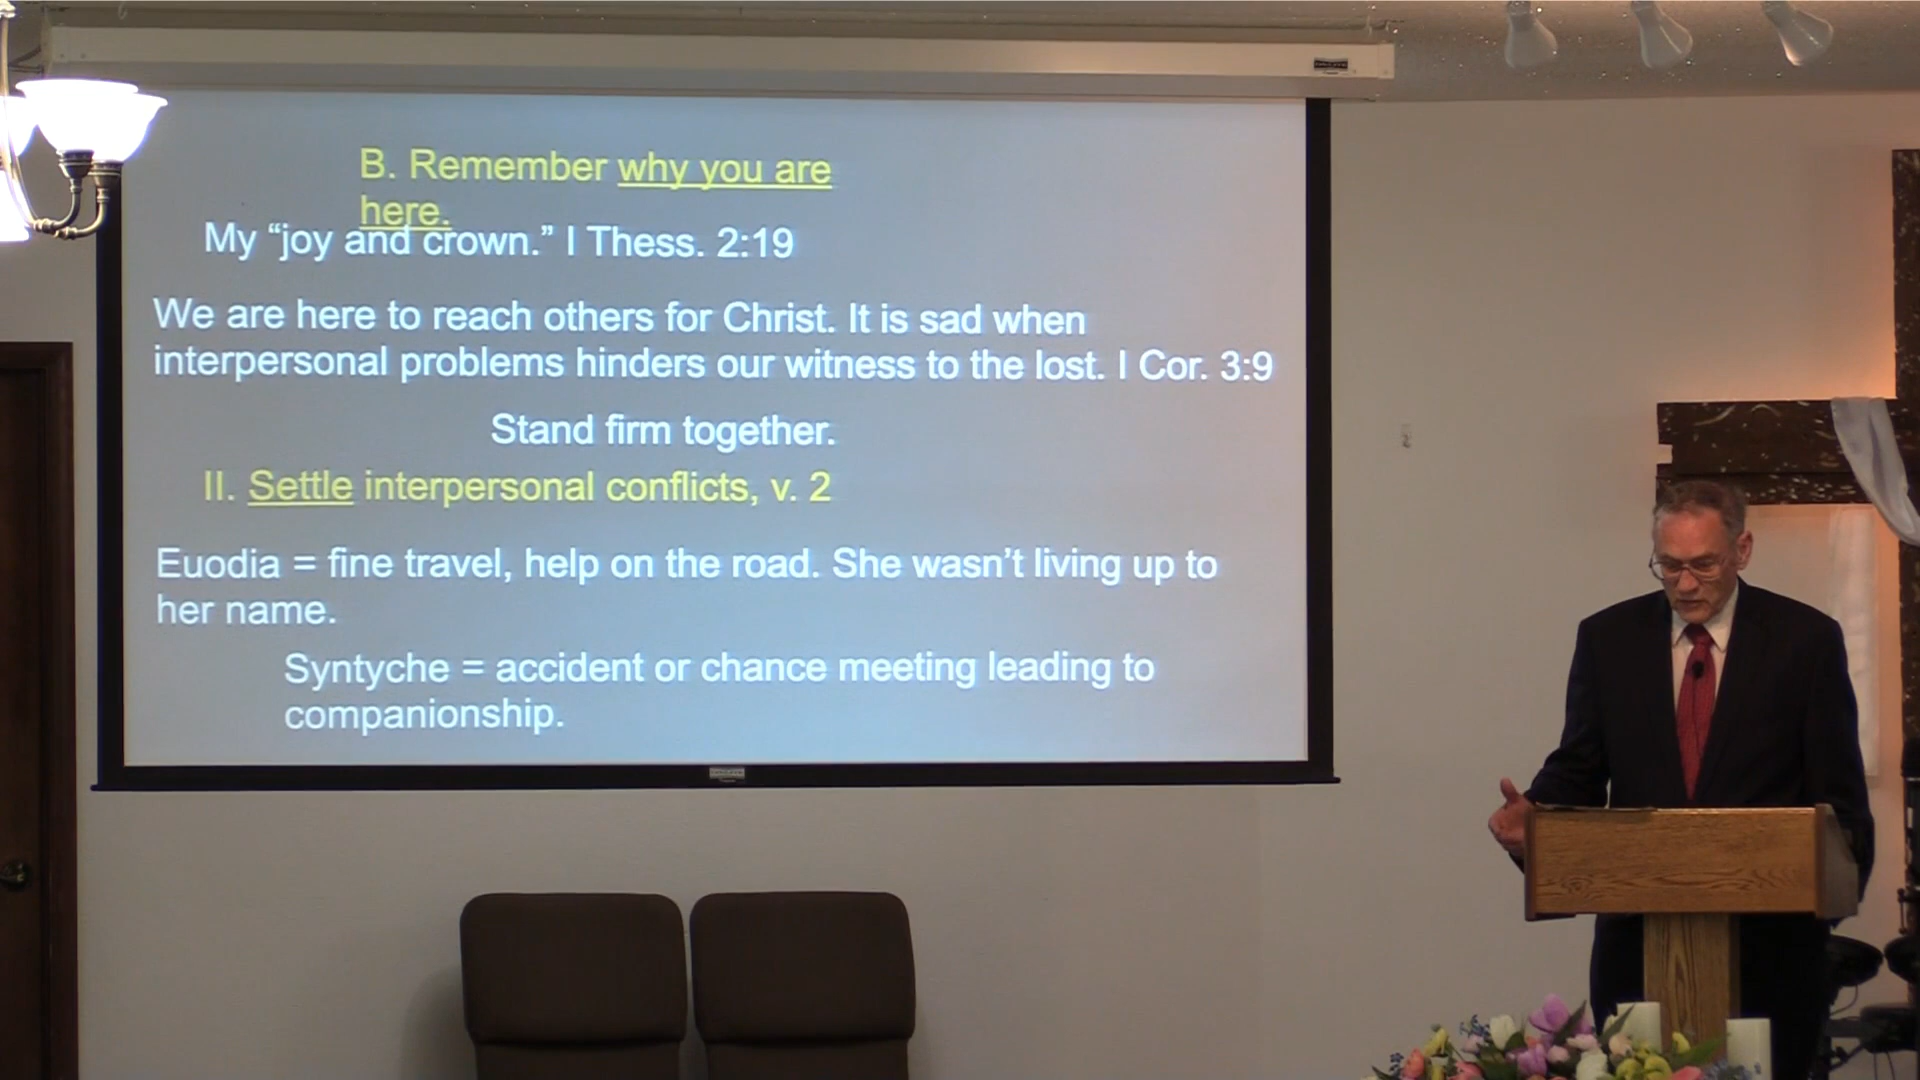 B. Remember why you are
here.
My “joy and crown.” I Thess. 2:19
We are here to reach others for Christ. It is sad when
interpersonal problems hinders our witness to the lost. I Cor. 3:9
Stand firm together.
II. Settle interpersonal conflicts, v. 2
Euodia = fine travel, help on the road. She wasn’t living up to
her name.
Syntyche = accident or chance meeting leading to
companionship.